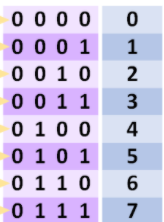 0 0 0 0 0
0 0 0 1 1
0 0 1 0 2
0 0 1 1 3
0 1 0 0 4
0 1 0 1 5
0 1 1 0 6
0 1 1 1 7